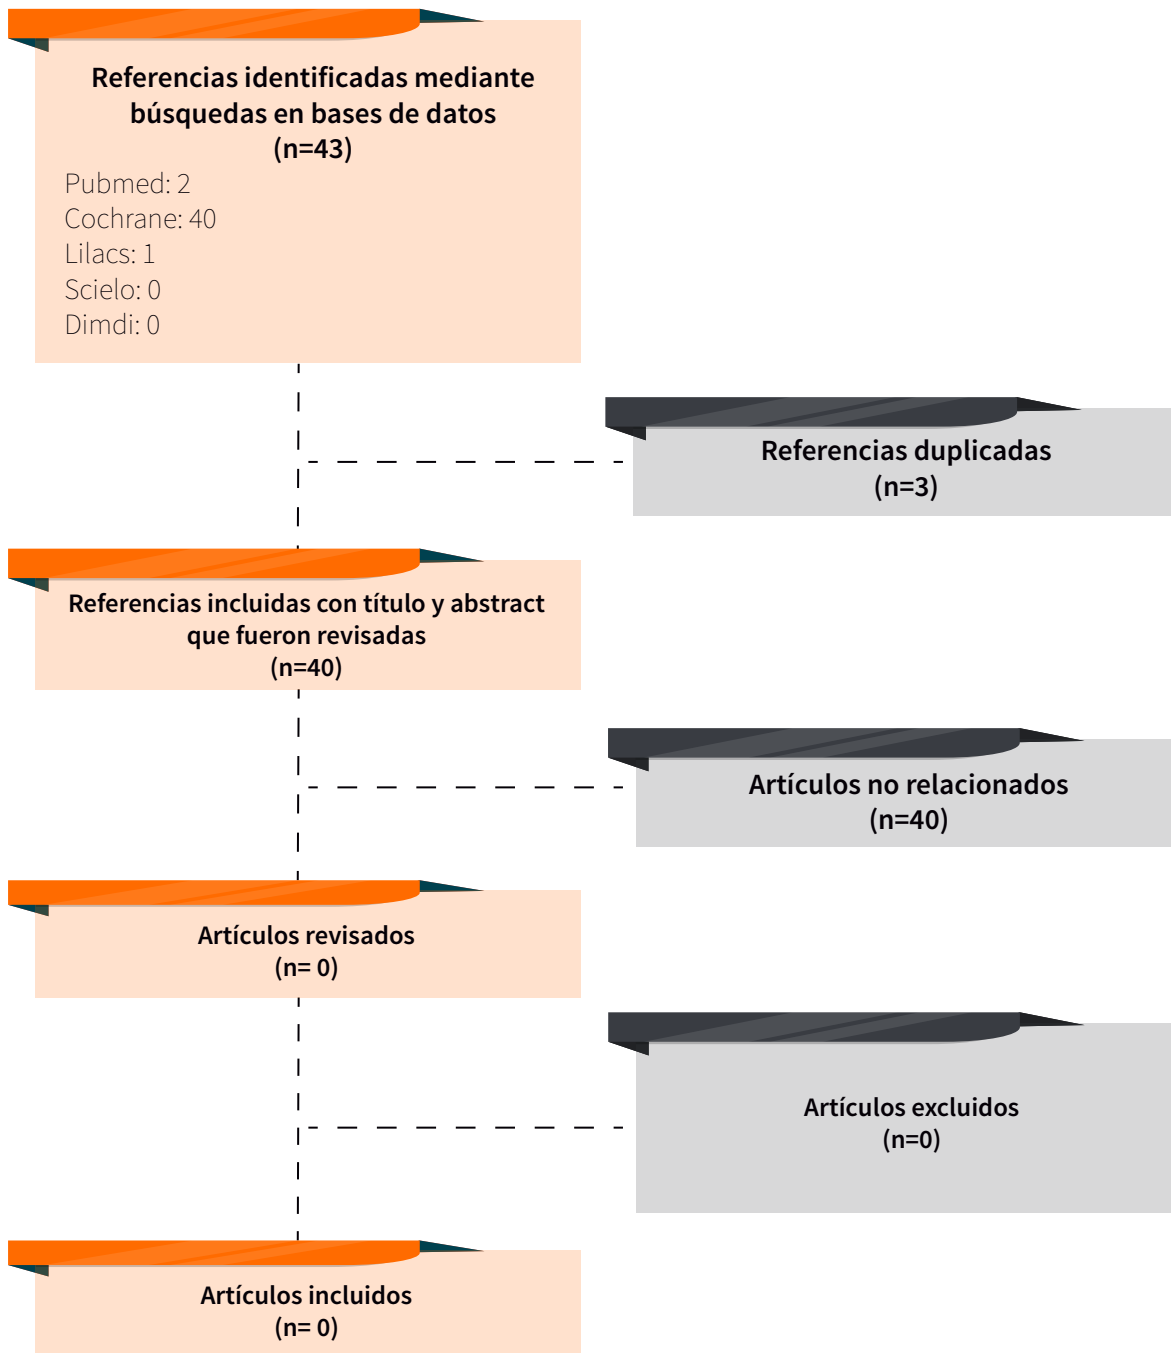 Referencias identificadas mediante
búsquedas en bases de datos
(n=43)
Pubmed: 2
Cochrane: 40
Lilacs: 1
Scielo: 0
Dimdi: 0
Referencias duplicadas
(n=3)
Referencias incluidas con título y abstract
que fueron revisadas
(n=40)
Artículos no relacionados
(n=40)
Artículos revisados
(n= 0)
Artículos excluidos
(n=0)
Artículos incluidos
(n= 0)